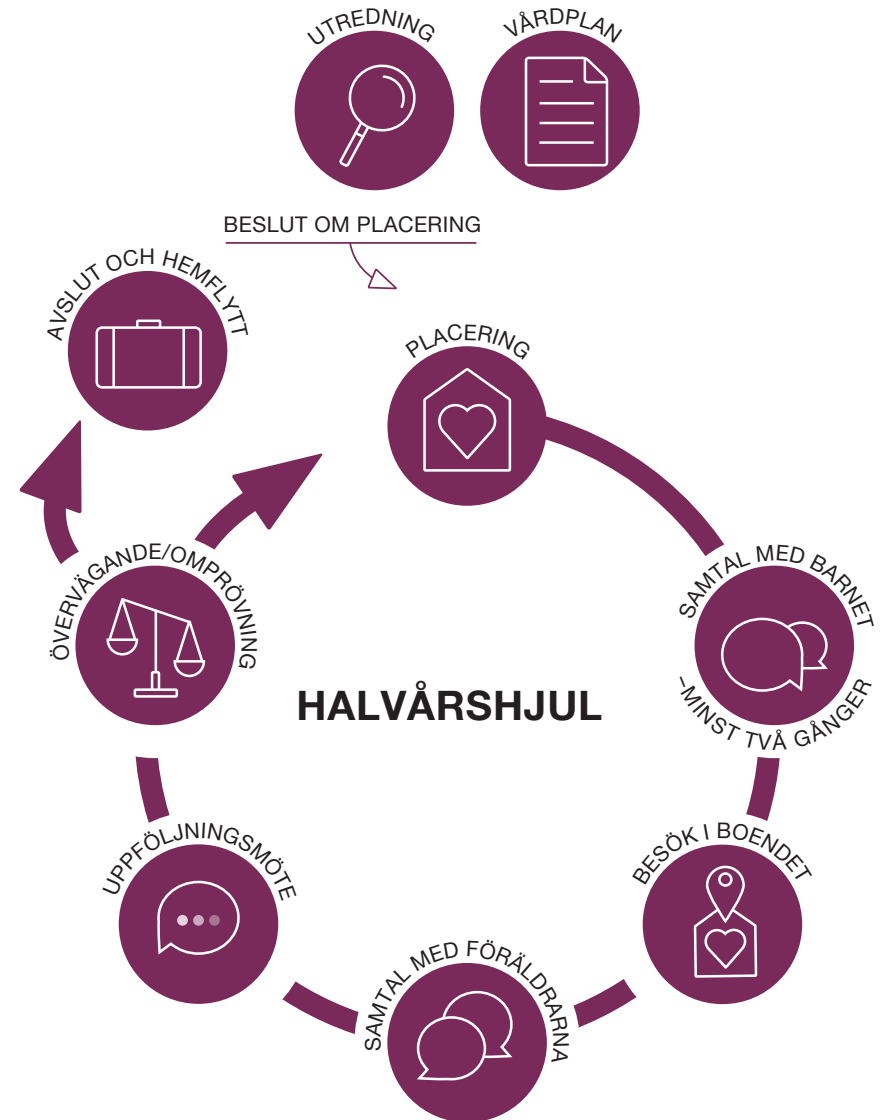 UTREDNING
VÅRDPLAN
BESLUT OM PLACERING
AVSLUT OCH HEMFLYTT
PLACERING
SAMTAL MED BARNET
–MINST TVÅ GÅNGER
BESÖK I BOENDET
SAMTAL MED FÖRÄLDRARNA
UPPFÖLJNINGSMÖTE
ÖVERVÄGANDE/OMPRÖVNING
HALVÅRSHJUL